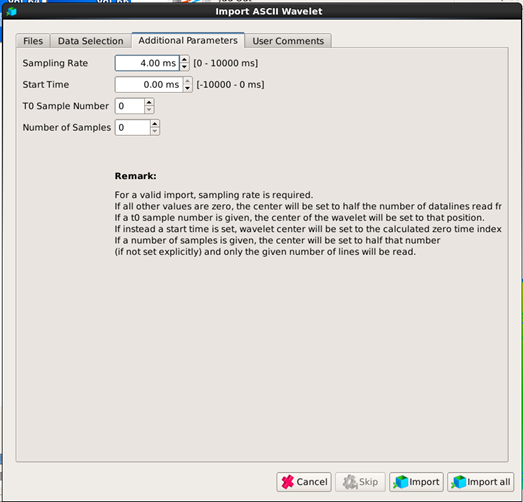 Import ASCII Wavelet
Files Data Selection Additional Parameters User Comments
Sampling Rate 4.00 ms [0 - 10000 ms]
Start Time 0.00 ms [-10000 - 0 ms]
T0 Sample Number 0
Number of Samples 0
Remark:
For a valid import, sampling rate is required.
If all other values are zero, the center will be set to half the number of datalines read fr
If a t0 sample number is given, the center of the wavelet will be set to that position.
If instead a start time is set, wavelet center will be set to the calculated zero time index
If a number of samples is given, the center will be set to half that number
(if not set explicitly) and only the given number of lines will be read.
Cancel Skip Import Import all